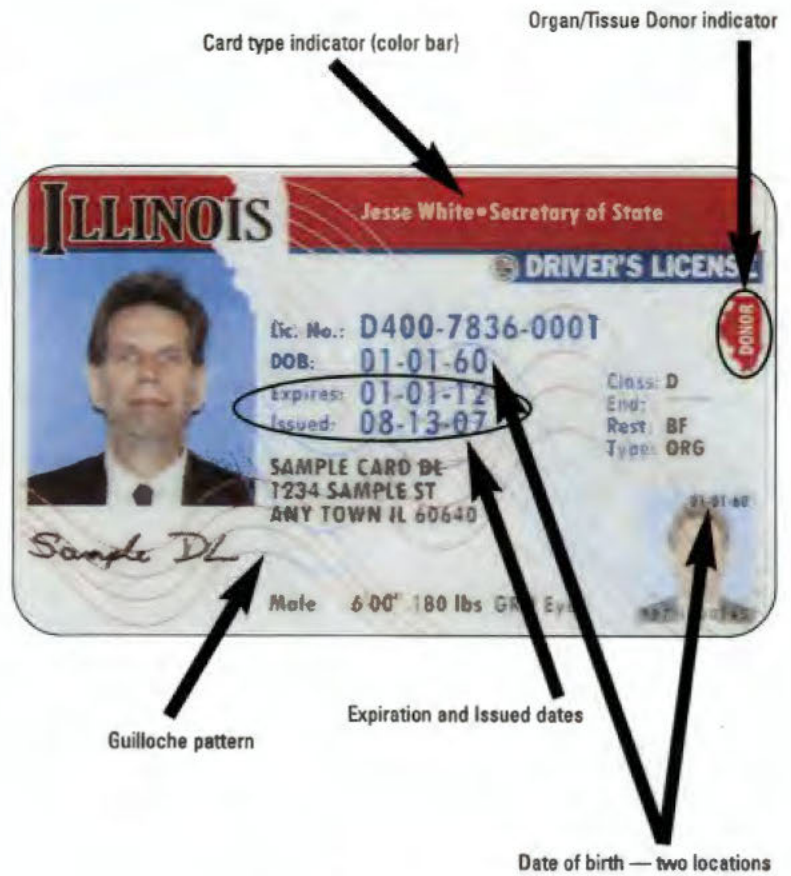 Organ/Tissue Donor indicator
Card type indicator (color bar)
ILLINOIS
Jesse White•Secretary of State
DRIVER'S LICENSE
DONOR
Lic. No.: D400-7836-0001
DOB: 01-01-60
Expires: 01-01-12
Issued: 08-13-07
Class: D
End:
Rest: BF
Type: ORG
SAMPLE CARD DL
1234 SAMPLE ST
ANY TOWN IL 60640
01-01-60
Sample DL
Male 6'00" 180 lbs GRN Eyes
Expiration and Issued dates
Guilloche pattern
Date of birth — two locations